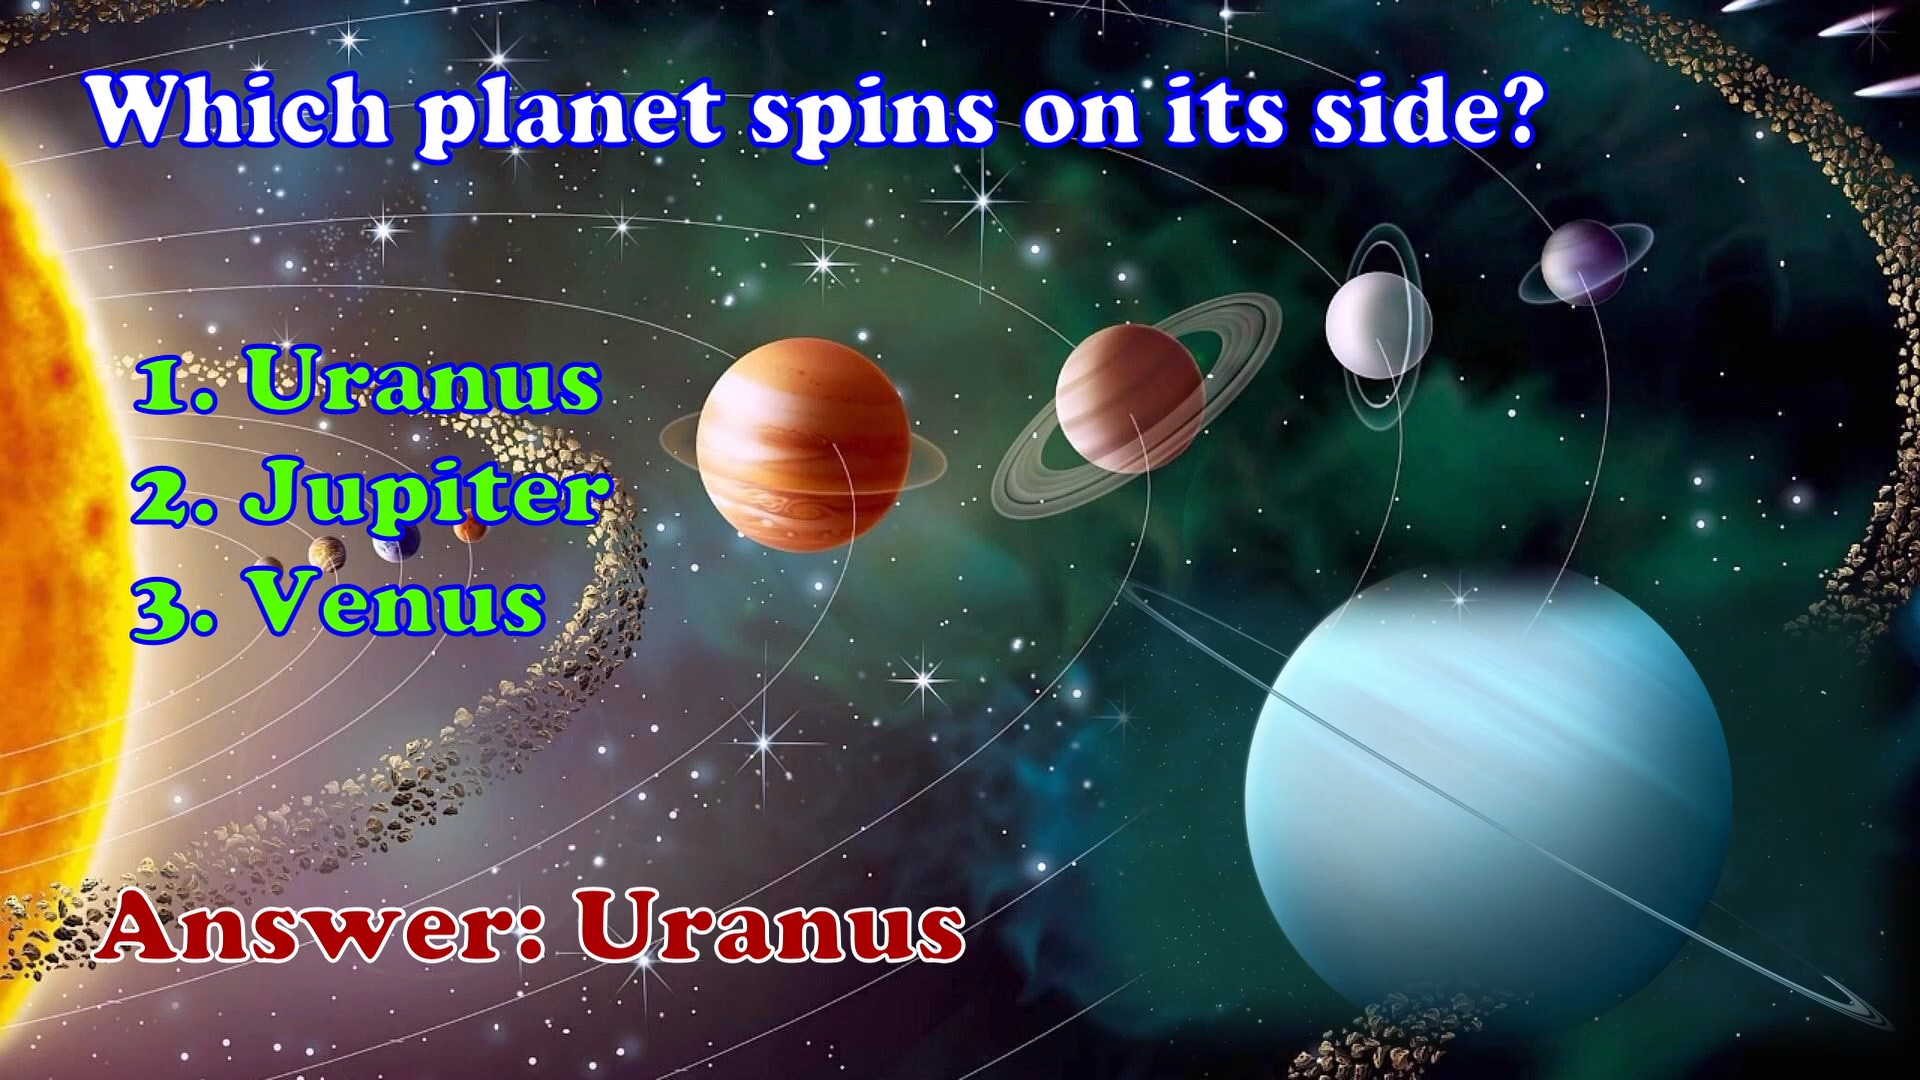 Which planet spins on its side?
1. Uranus
2. Jupiter
3. Venus
Answer: Uranus